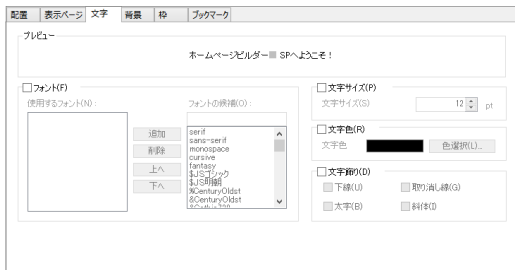 配置 表示ページ 文字 背景 枠 ブックマーク
プレビュー
ホームページビルダー SPへようこそ！
フォント(F)
使用するフォント(N)：
フォントの候補(O)：
追加
削除
上へ
下へ
serif
sans-serif
monospace
cursive
fantasy
$JSゴシック
$JS明朝
%CenturyOldst
&CenturyOldst
文字サイズ(P)
文字サイズ(S) 12 pt
文字色(R)
文字色 色選択(L)...
文字飾り(D)
下線(U) 取り消し線(G)
太字(B) 斜体(I)